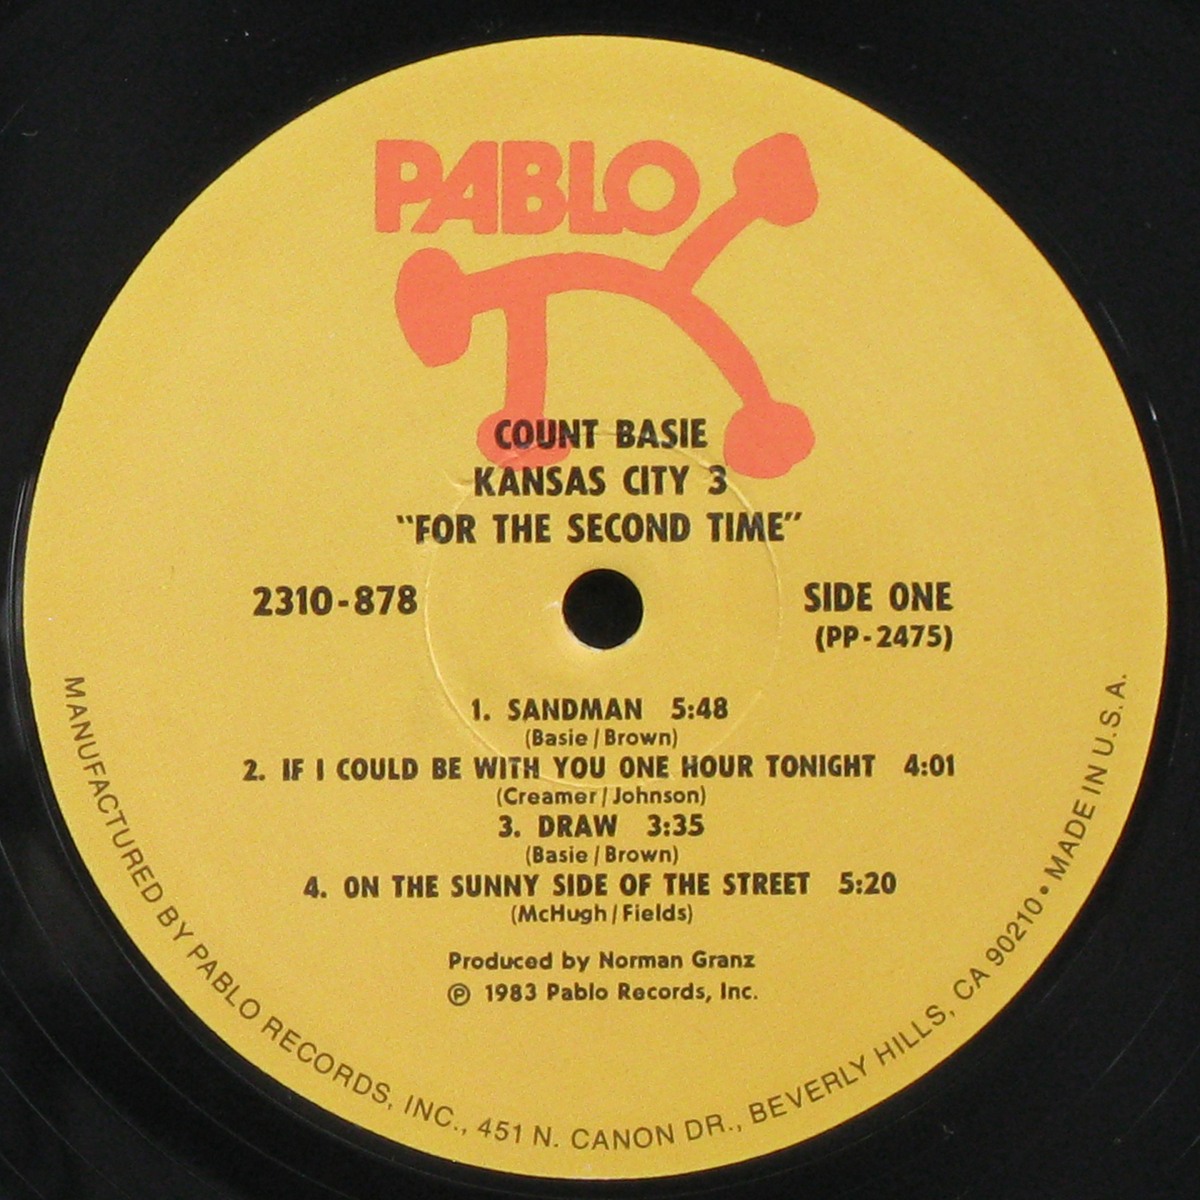 PABLO
COUNT BASIE
KANSAS CITY 3
"FOR THE SECOND TIME"
2310-878
SIDE ONE
(PP-2475)
1. SANDMAN 5:48
(Basie/Brown)
2. IF I COULD BE WITH YOU ONE HOUR TONIGHT 4:01
(Creamer/Johnson)
3. DRAW 3:35
(Basie/Brown)
4. ON THE SUNNY SIDE OF THE STREET 5:20
(McHugh/Fields)
Produced by Norman Granz
℗ 1983 Pablo Records, Inc.
MANUFACTURED BY PABLO RECORDS, INC., 451 N. CANON DR., BEVERLY HILLS, CA 90210 • MADE IN U.S.A.